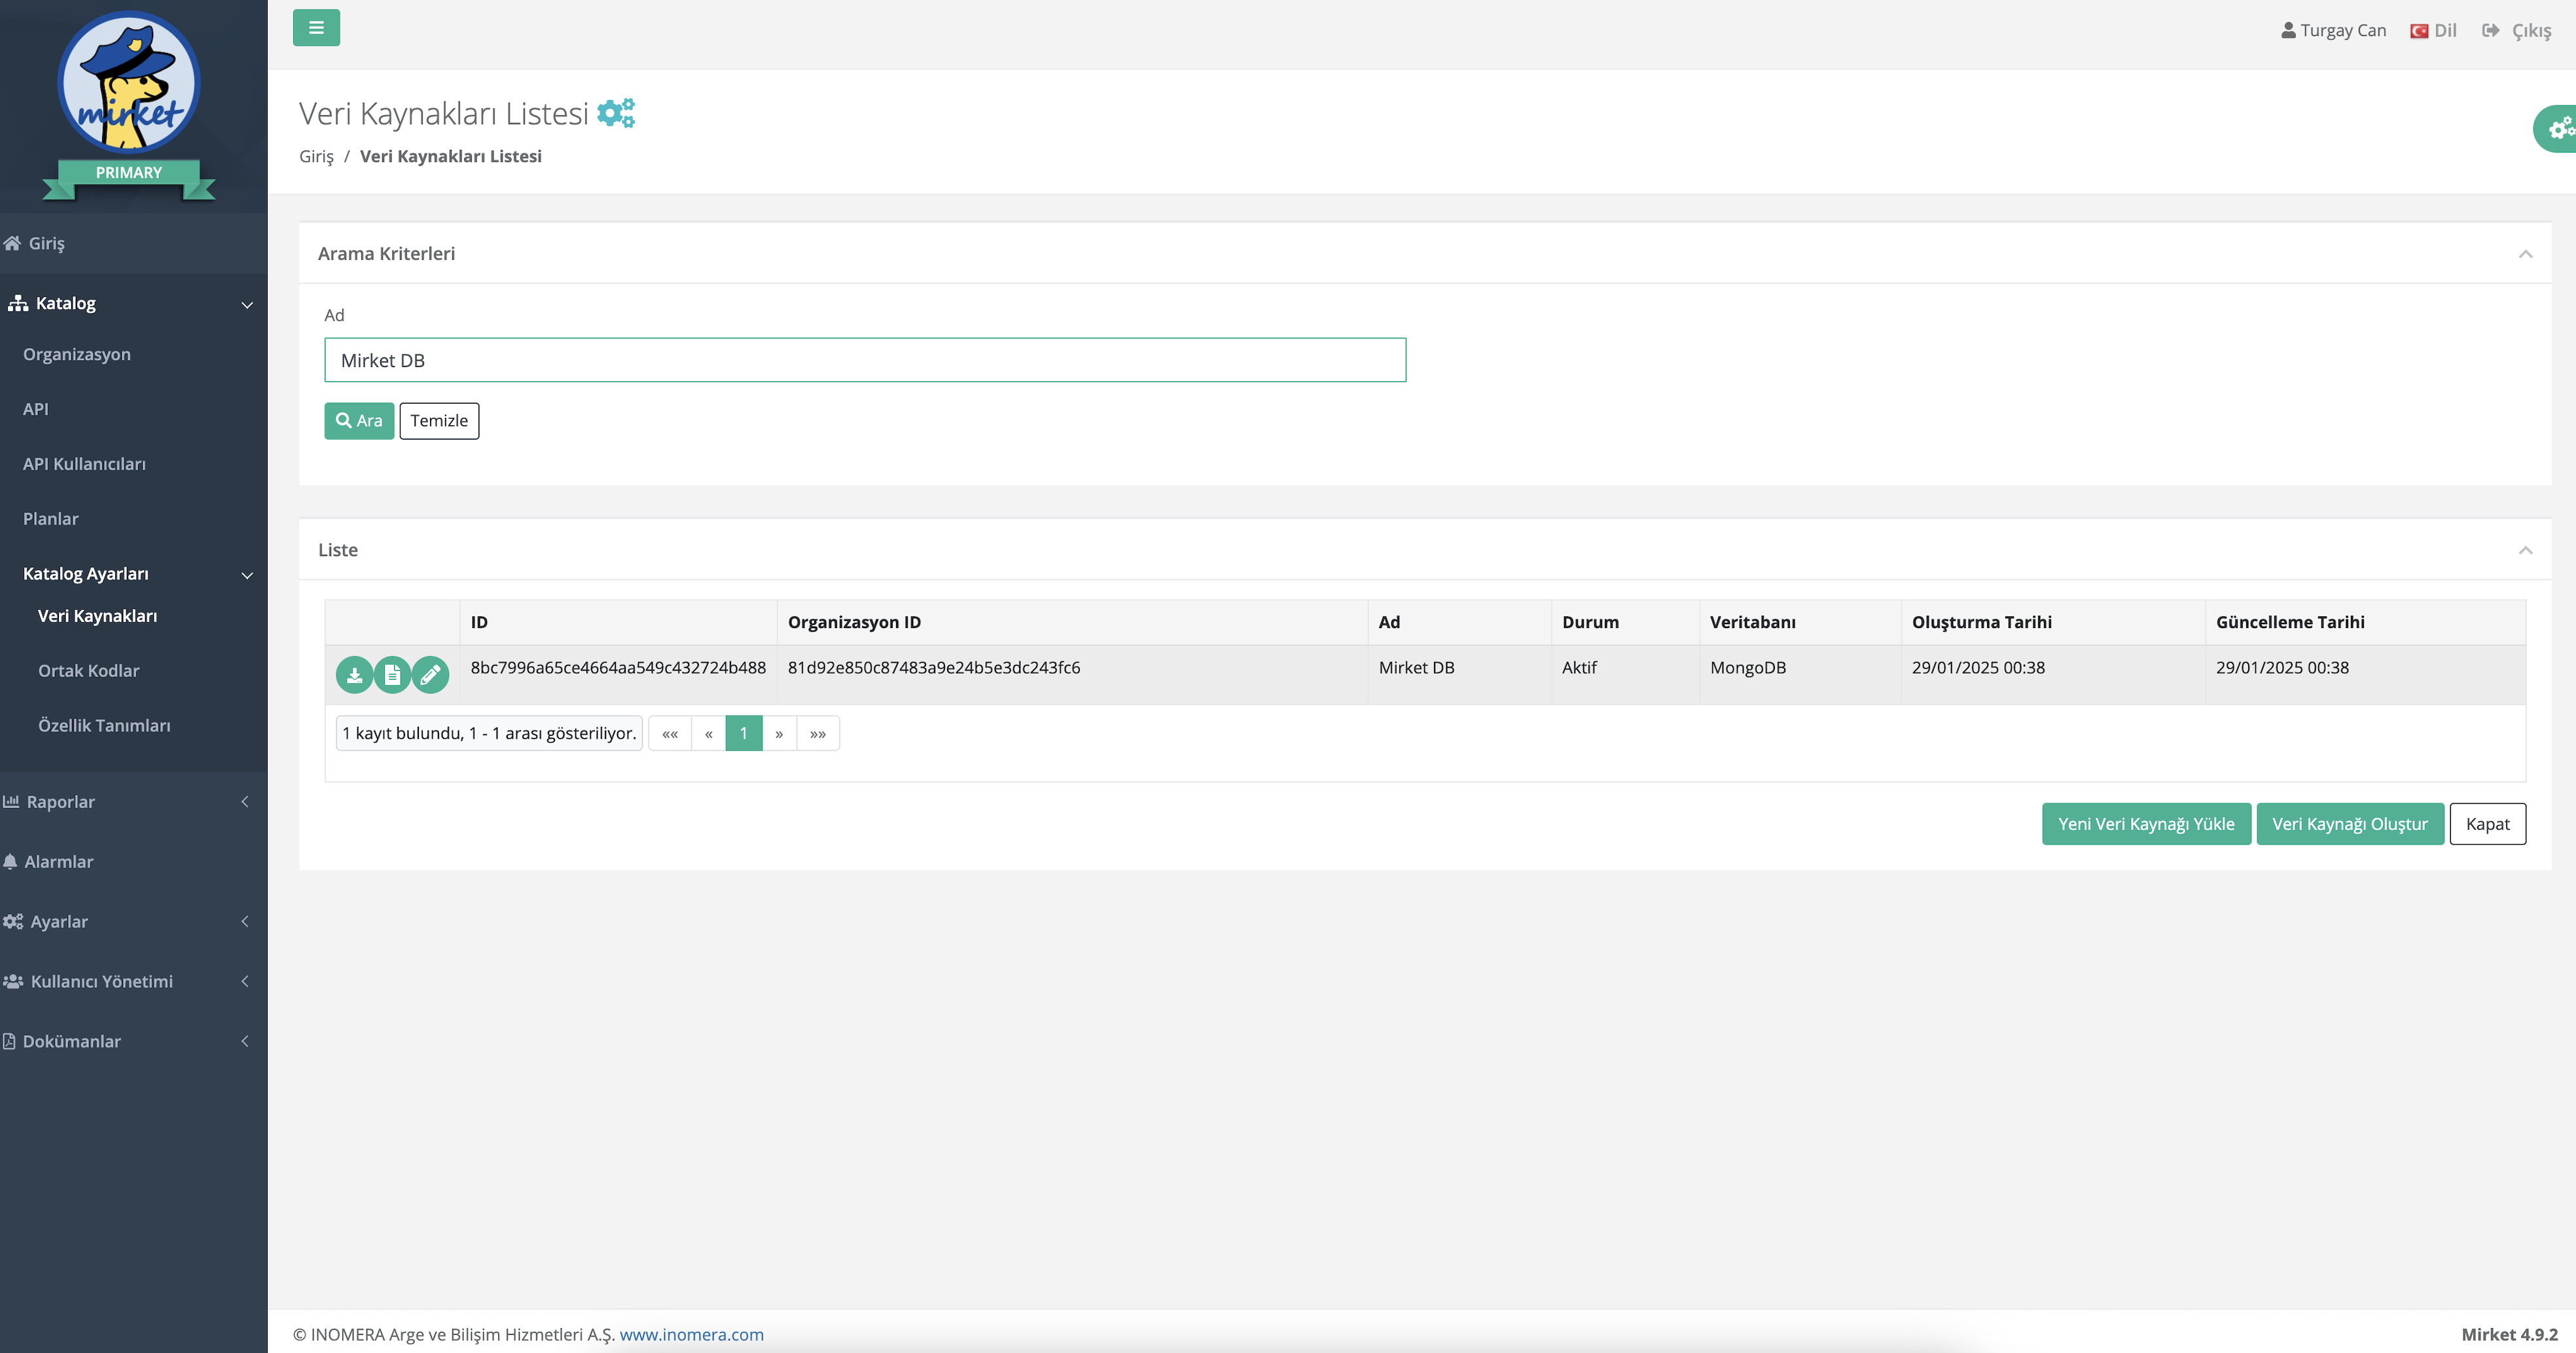 mirket
PRIMARY
Turgay Can
Dil
Çıkış
Veri Kaynakları Listesi
Giriş / Veri Kaynakları Listesi
Giriş
Katalog
Organizasyon
API
API Kullanıcıları
Planlar
Katalog Ayarları
Veri Kaynakları
Ortak Kodlar
Özellik Tanımları
Raporlar
Alarmlar
Ayarlar
Kullanıcı Yönetimi
Dokümanlar
Arama Kriterleri
Ad
Mirket DB
Ara Temizle
Liste
ID Organizasyon ID Ad Durum Veritabanı Oluşturma Tarihi Güncelleme Tarihi
8bc7996a65ce4664aa549c432724b488 81d92e850c87483a9e24b5e3dc243fc6 Mirket DB Aktif MongoDB 29/01/2025 00:38 29/01/2025 00:38
1 kayıt bulundu, 1 - 1 arası gösteriliyor. «« « 1 » »»
Yeni Veri Kaynağı Yükle Veri Kaynağı Oluştur Kapat
© INOMERA Arge ve Bilişim Hizmetleri A.Ş. www.inomera.com
Mirket 4.9.2